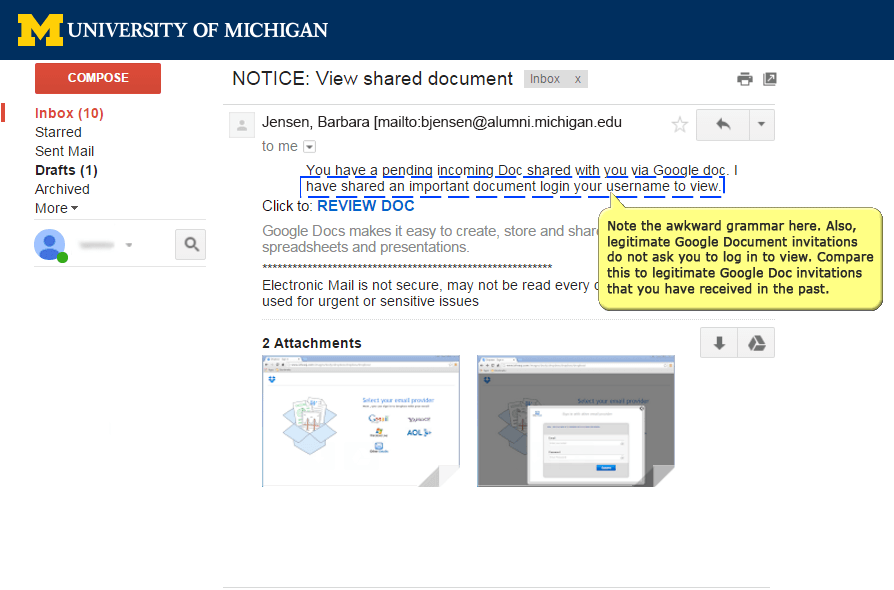 M UNIVERSITY OF MICHIGAN
COMPOSE
Inbox (10)
Starred
Sent Mail
Drafts (1)
Archived
More
NOTICE: View shared document
Inbox x
Jensen, Barbara [mailto:bjensen@alumni.michigan.edu
to me
You have a pending incoming Doc shared with you via Google doc. I
have shared an important document login your username to view.
Click to: REVIEW DOC
Google Docs makes it easy to create, store and share
spreadsheets and presentations.
*********************************************************
Electronic Mail is not secure, may not be read every
used for urgent or sensitive issues
Note the awkward grammar here. Also,
legitimate Google Document invitations
do not ask you to log in to view. Compare
this to legitimate Google Doc invitations
that you have received in the past.
2 Attachments
Select your email provider
Gmail
YAHOO!
AOL
Select your email provider